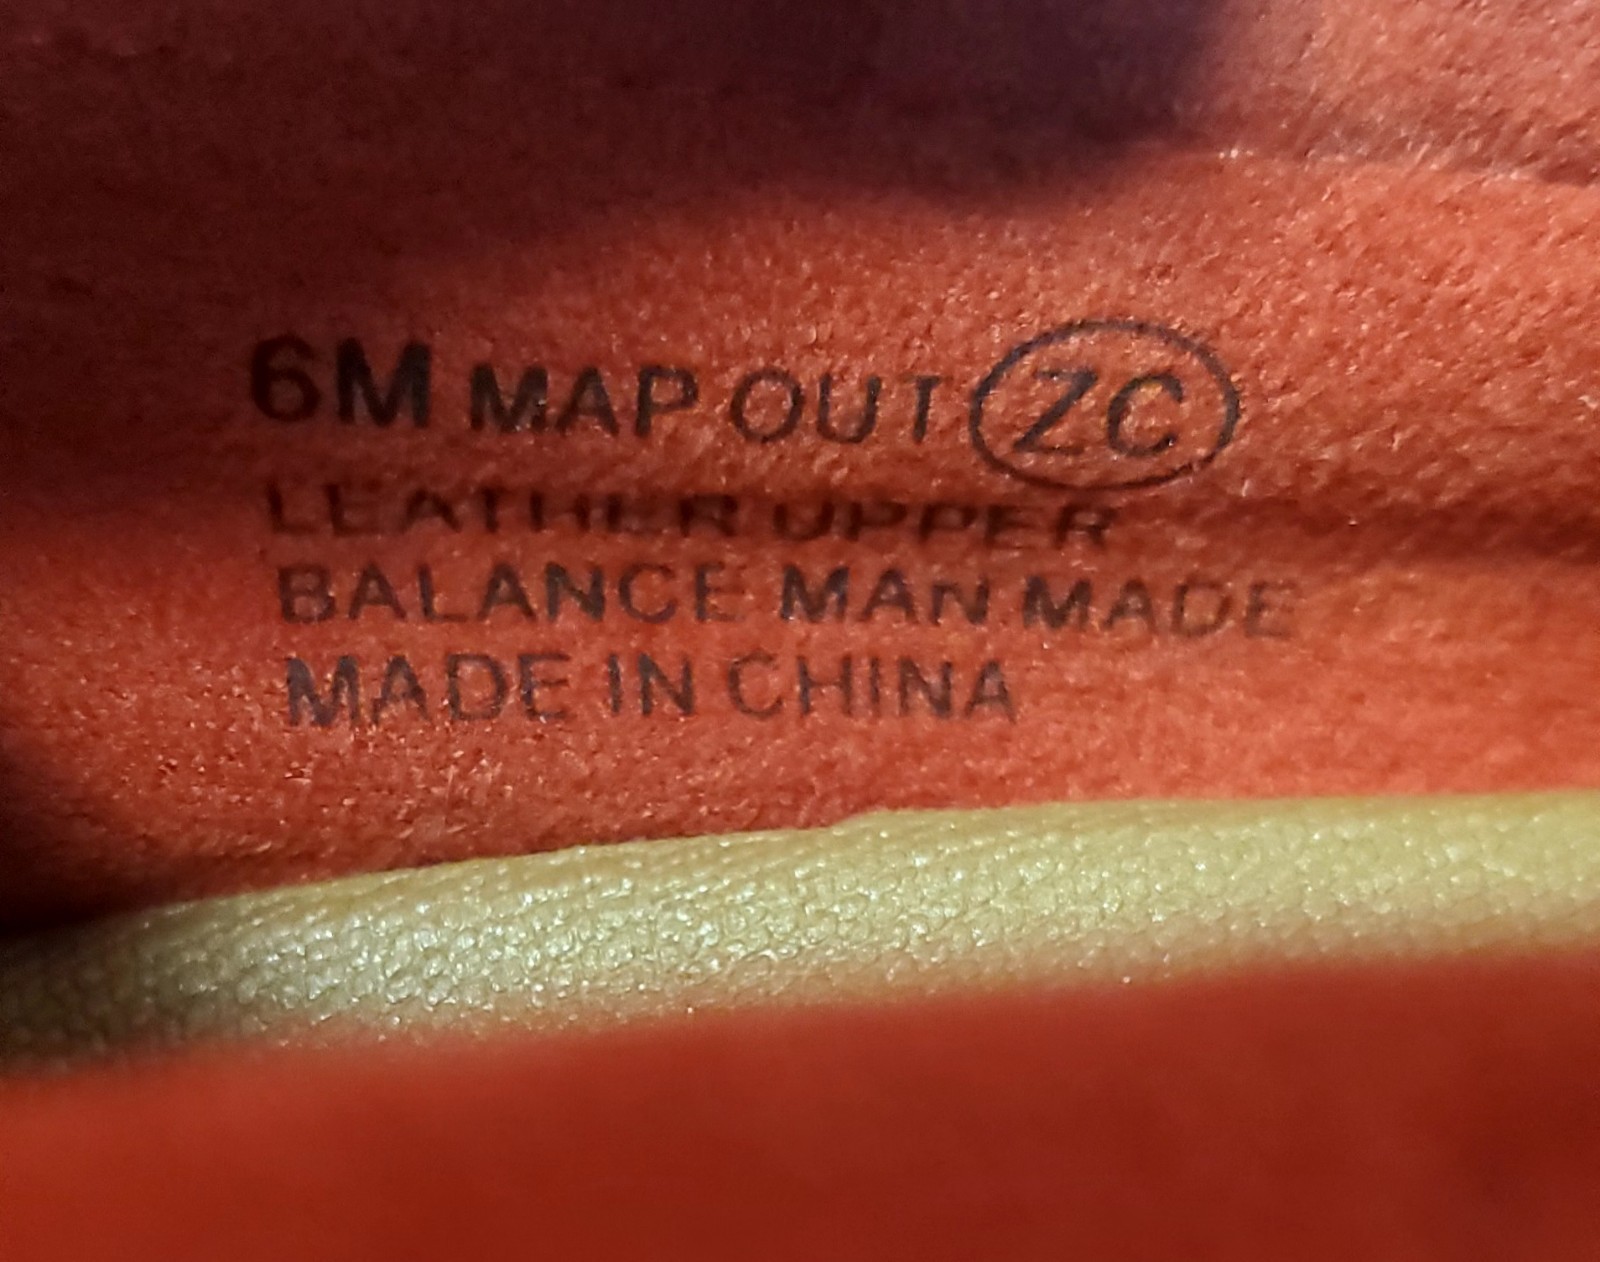 6M MAP OUT ZC
LEATHER UPPER
BALANCE MAN MADE
MADE IN CHINA